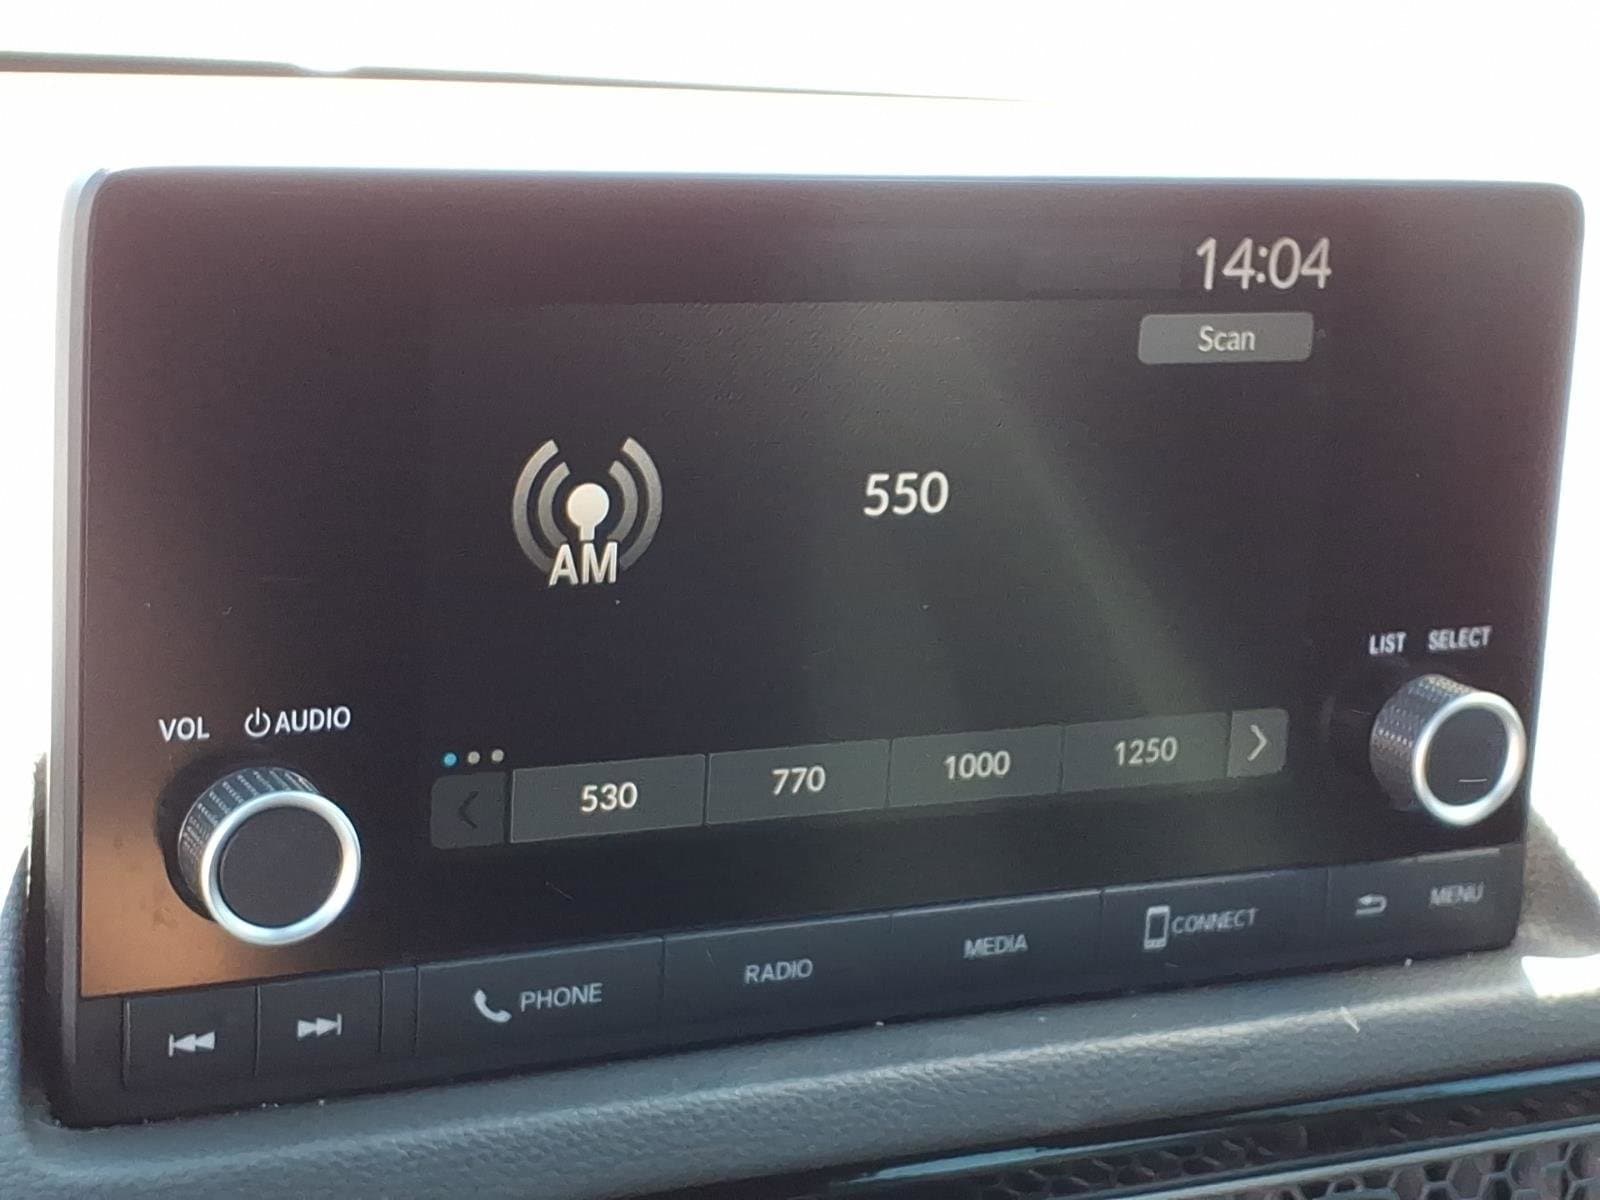 14:04
Scan
550
AM
LIST SELECT
VOL AUDIO
530 770 1000 1250
PHONE RADIO MEDIA CONNECT MENU